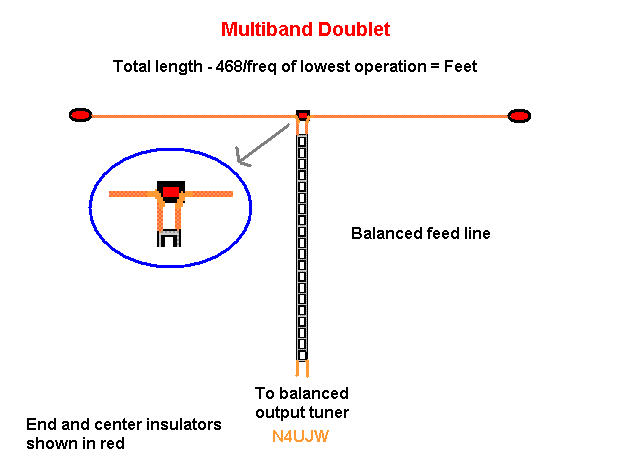 Multiband Doublet
Total length - 468/freq of lowest operation = Feet
Balanced feed line
To balanced
output tuner
N4UJW
End and center insulators
shown in red